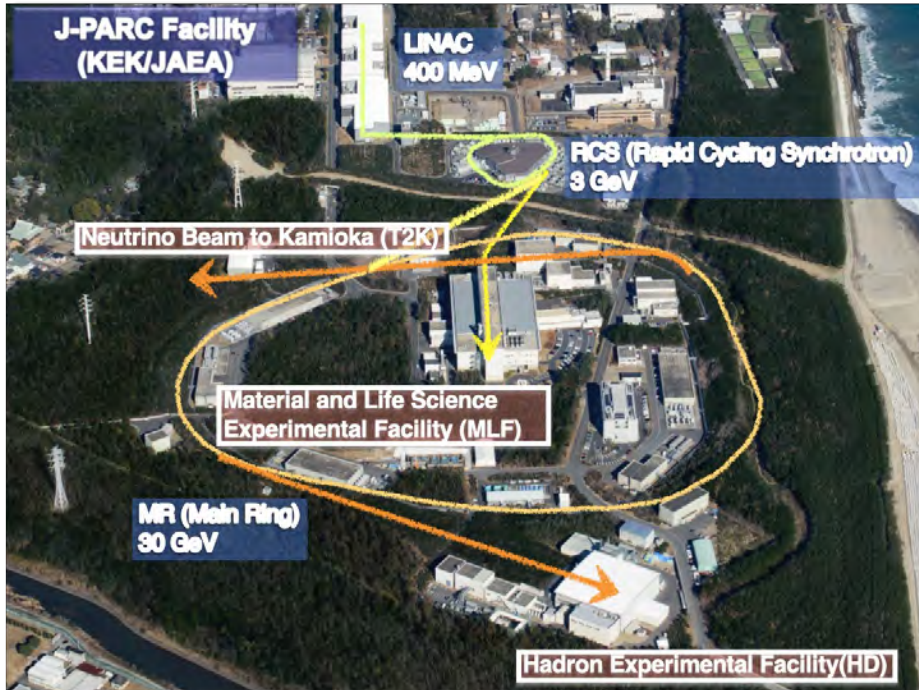 J-PARC Facility
(KEK/JAEA)
LINAC
400 MeV
RCS (Rapid Cycling Synchrotron)
3 GeV
Neutrino Beam to Kamioka (T2K)
Material and Life Science
Experimental Facility (MLF)
MR (Main Ring)
30 GeV
Hadron Experimental Facility(HD)